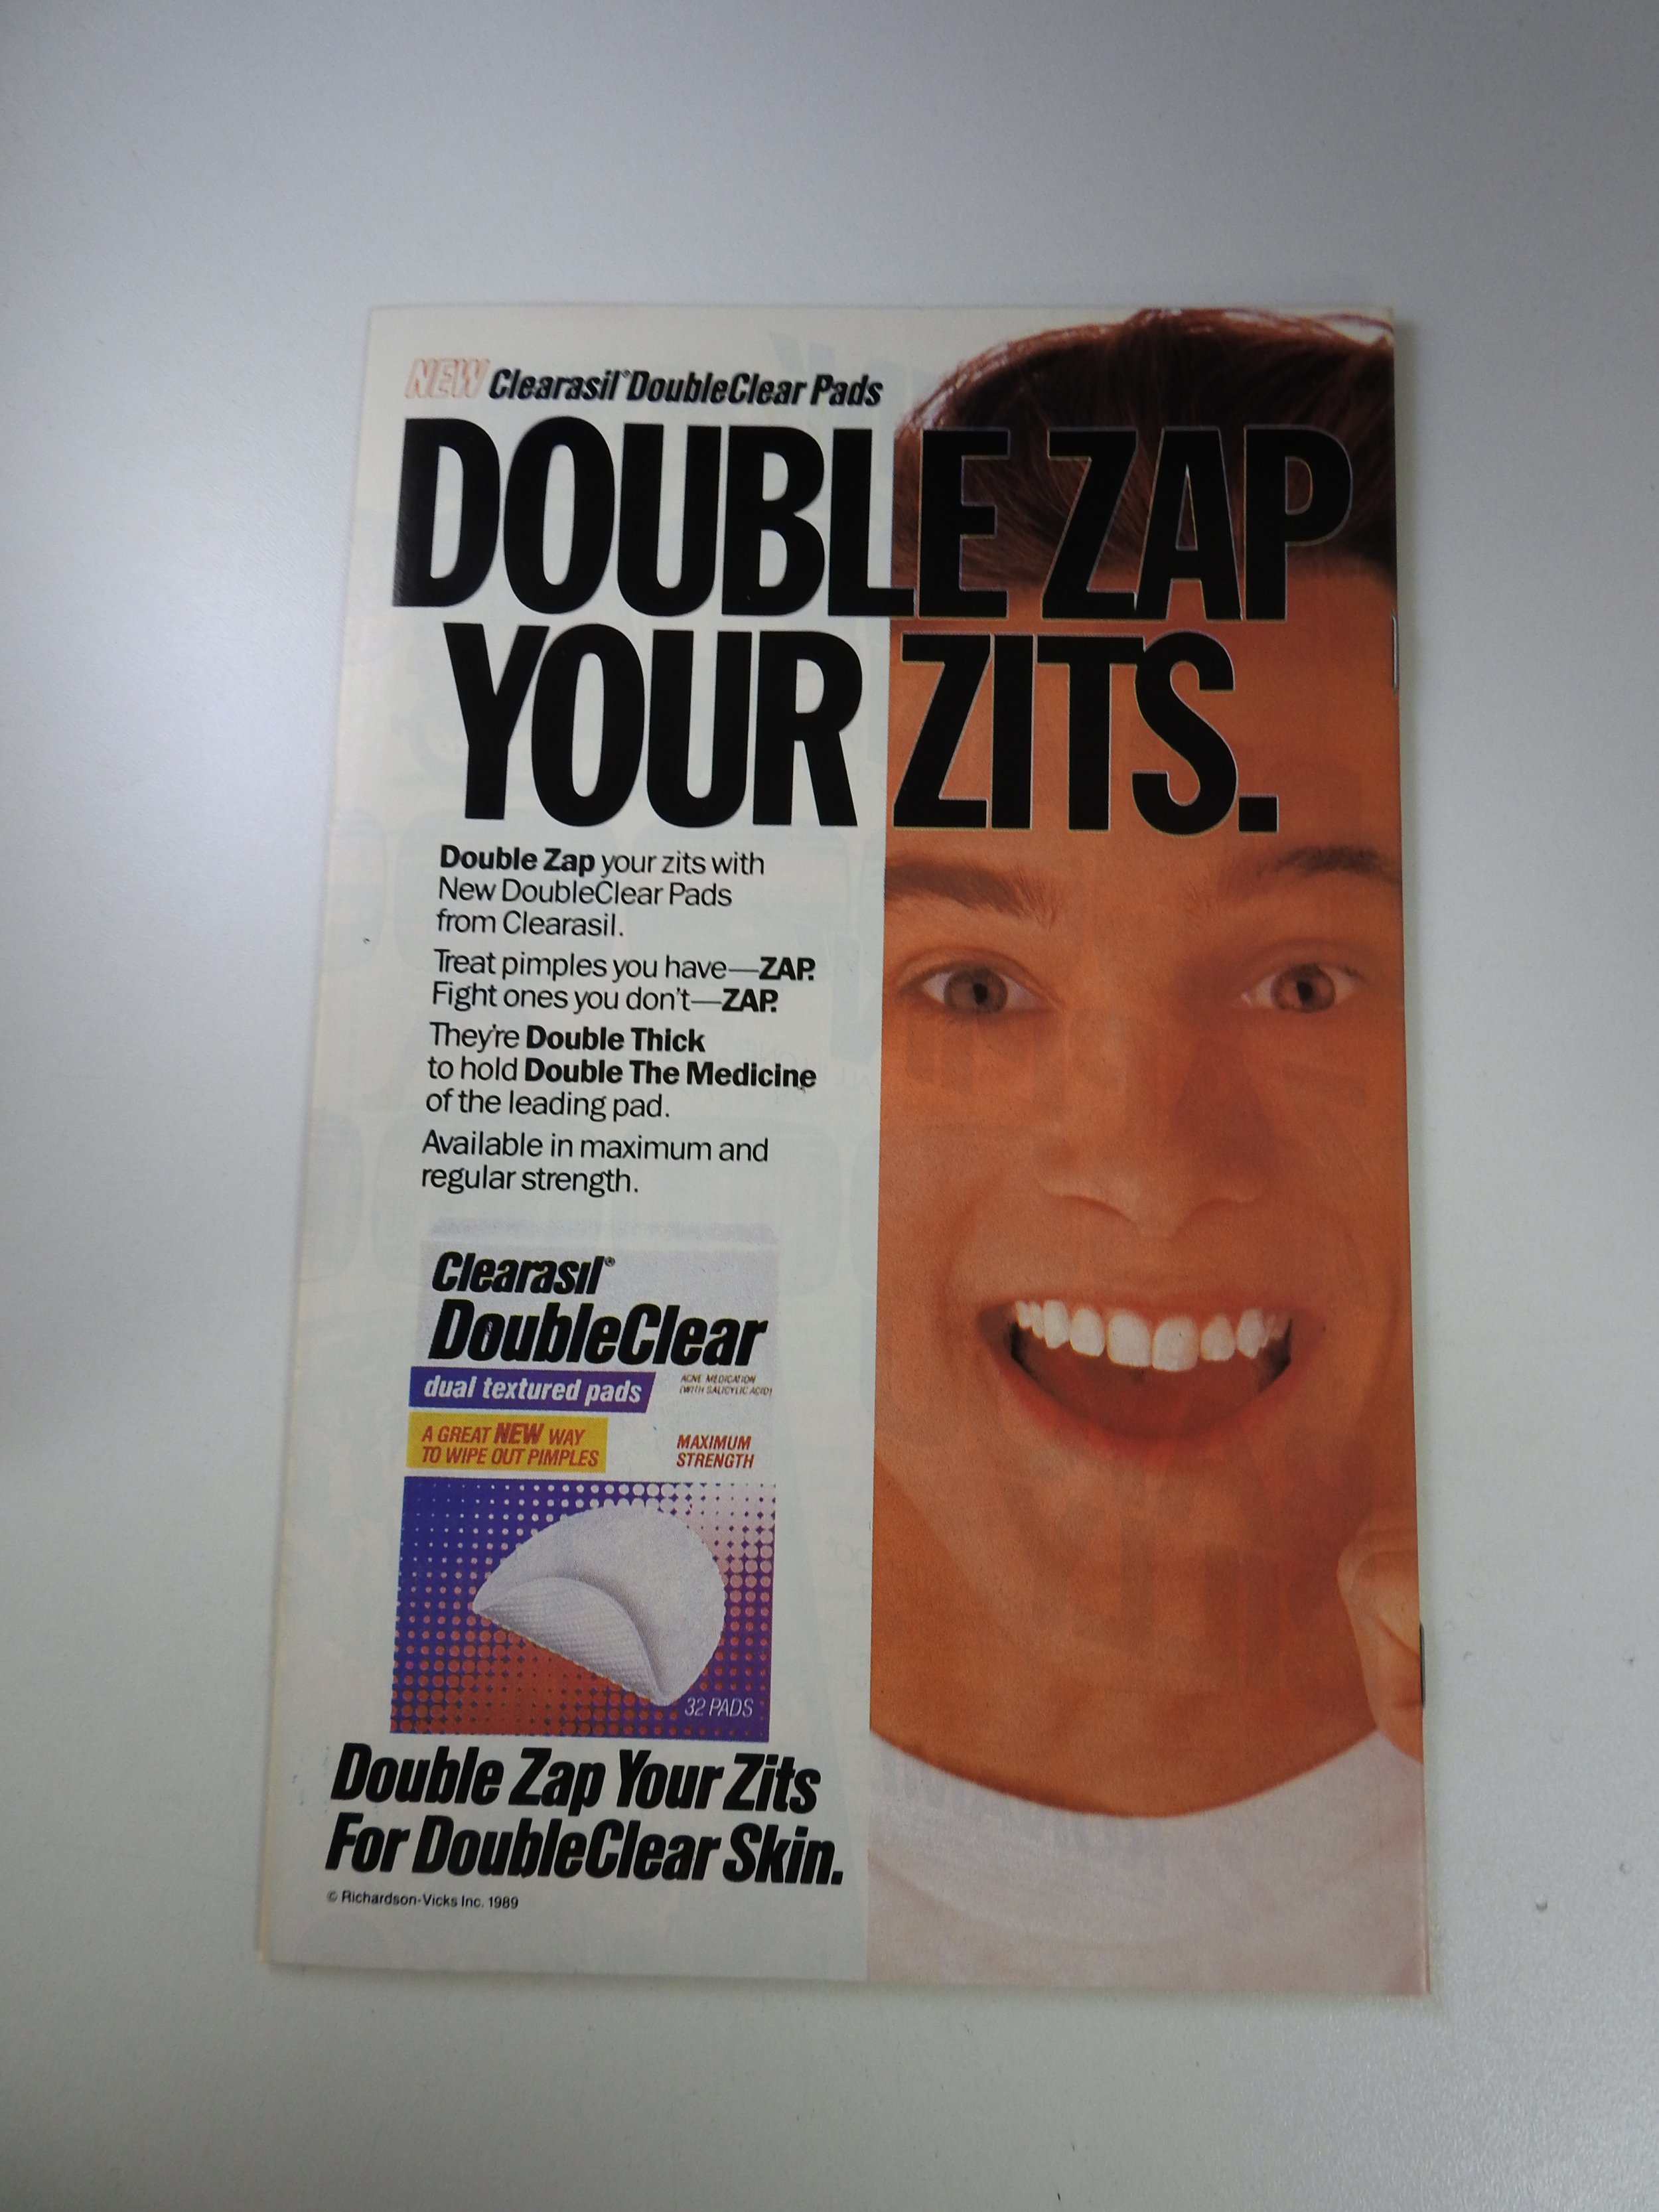 NEW Clearasil® DoubleClear Pads
DOUBLE ZAP
YOUR ZITS.
Double Zap your zits with
New DoubleClear Pads
from Clearasil.
Treat pimples you have—ZAP.
Fight ones you don't—ZAP.
They're Double Thick
to hold Double The Medicine
of the leading pad.
Available in maximum and
regular strength.
Clearasil®
DoubleClear
dual textured pads
ACNE MEDICATION
(WITH SALICYLIC ACID)
A GREAT NEW WAY
TO WIPE OUT PIMPLES
MAXIMUM
STRENGTH
32 PADS
Double Zap Your Zits
For DoubleClear Skin.
© Richardson-Vicks Inc. 1989